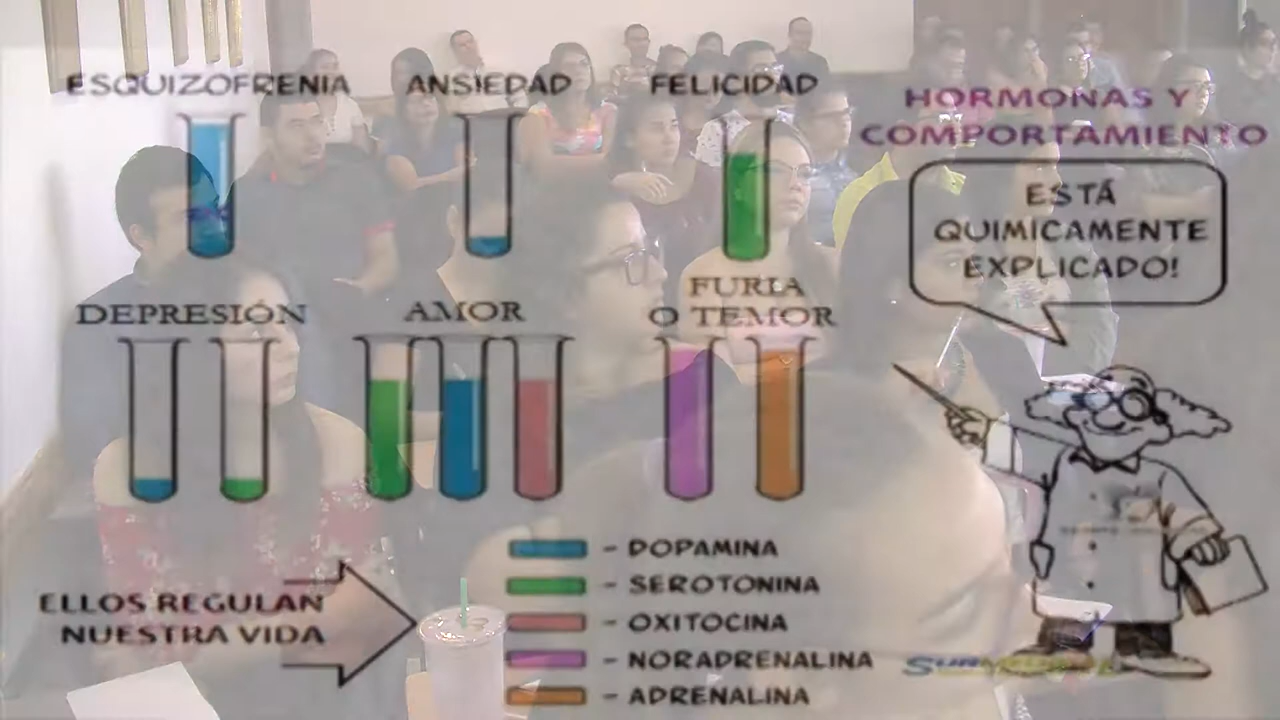 ESQUIZOFRENIA
ANSIEDAD
FELICIDAD
HORMONAS Y
COMPORTAMIENTO
ESTÁ
QUIMICAMENTE
EXPLICADO!
DEPRESIÓN
AMOR
FURIA
O TEMOR
ELLOS REGULAN
NUESTRA VIDA
- DOPAMINA
- SEROTONINA
- OXITOCINA
- NORADRENALINA
- ADRENALINA